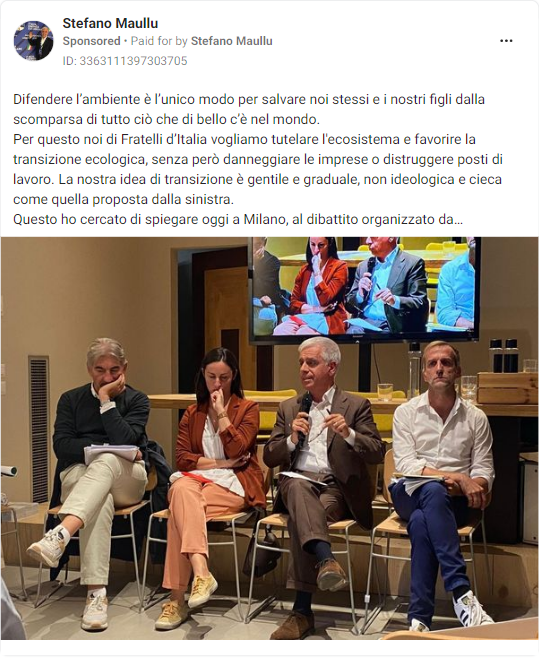 Stefano Maullu
Sponsored • Paid for by Stefano Maullu
ID: 3363111397303705
Difendere l’ambiente è l’unico modo per salvare noi stessi e i nostri figli dalla
scomparsa di tutto ciò che di bello c’è nel mondo.
Per questo noi di Fratelli d’Italia vogliamo tutelare l'ecosistema e favorire la
transizione ecologica, senza però danneggiare le imprese o distruggere posti di
lavoro. La nostra idea di transizione è gentile e graduale, non ideologica e cieca
come quella proposta dalla sinistra.
Questo ho cercato di spiegare oggi a Milano, al dibattito organizzato da…